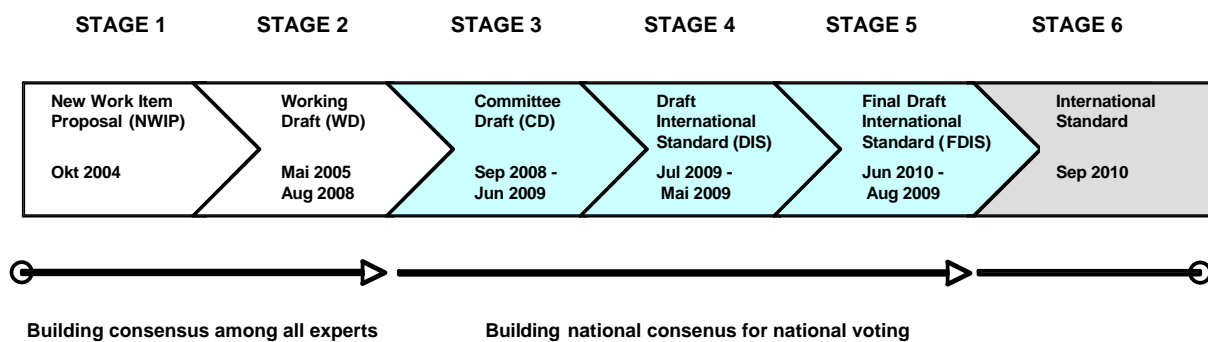 STAGE 1
STAGE 2
STAGE 3
STAGE 4
STAGE 5
STAGE 6
New Work Item
Proposal (NWIP)
Okt 2004
Working
Draft (WD)
Mai 2005
Aug 2008
Committee
Draft (CD)
Sep 2008 -
Jun 2009
Draft
International
Standard (DIS)
Jul 2009 -
Mai 2009
Final Draft
International
Standard (FDIS)
Jun 2010 -
Aug 2009
International
Standard
Sep 2010
Building consensus among all experts
Building national consenus for national voting